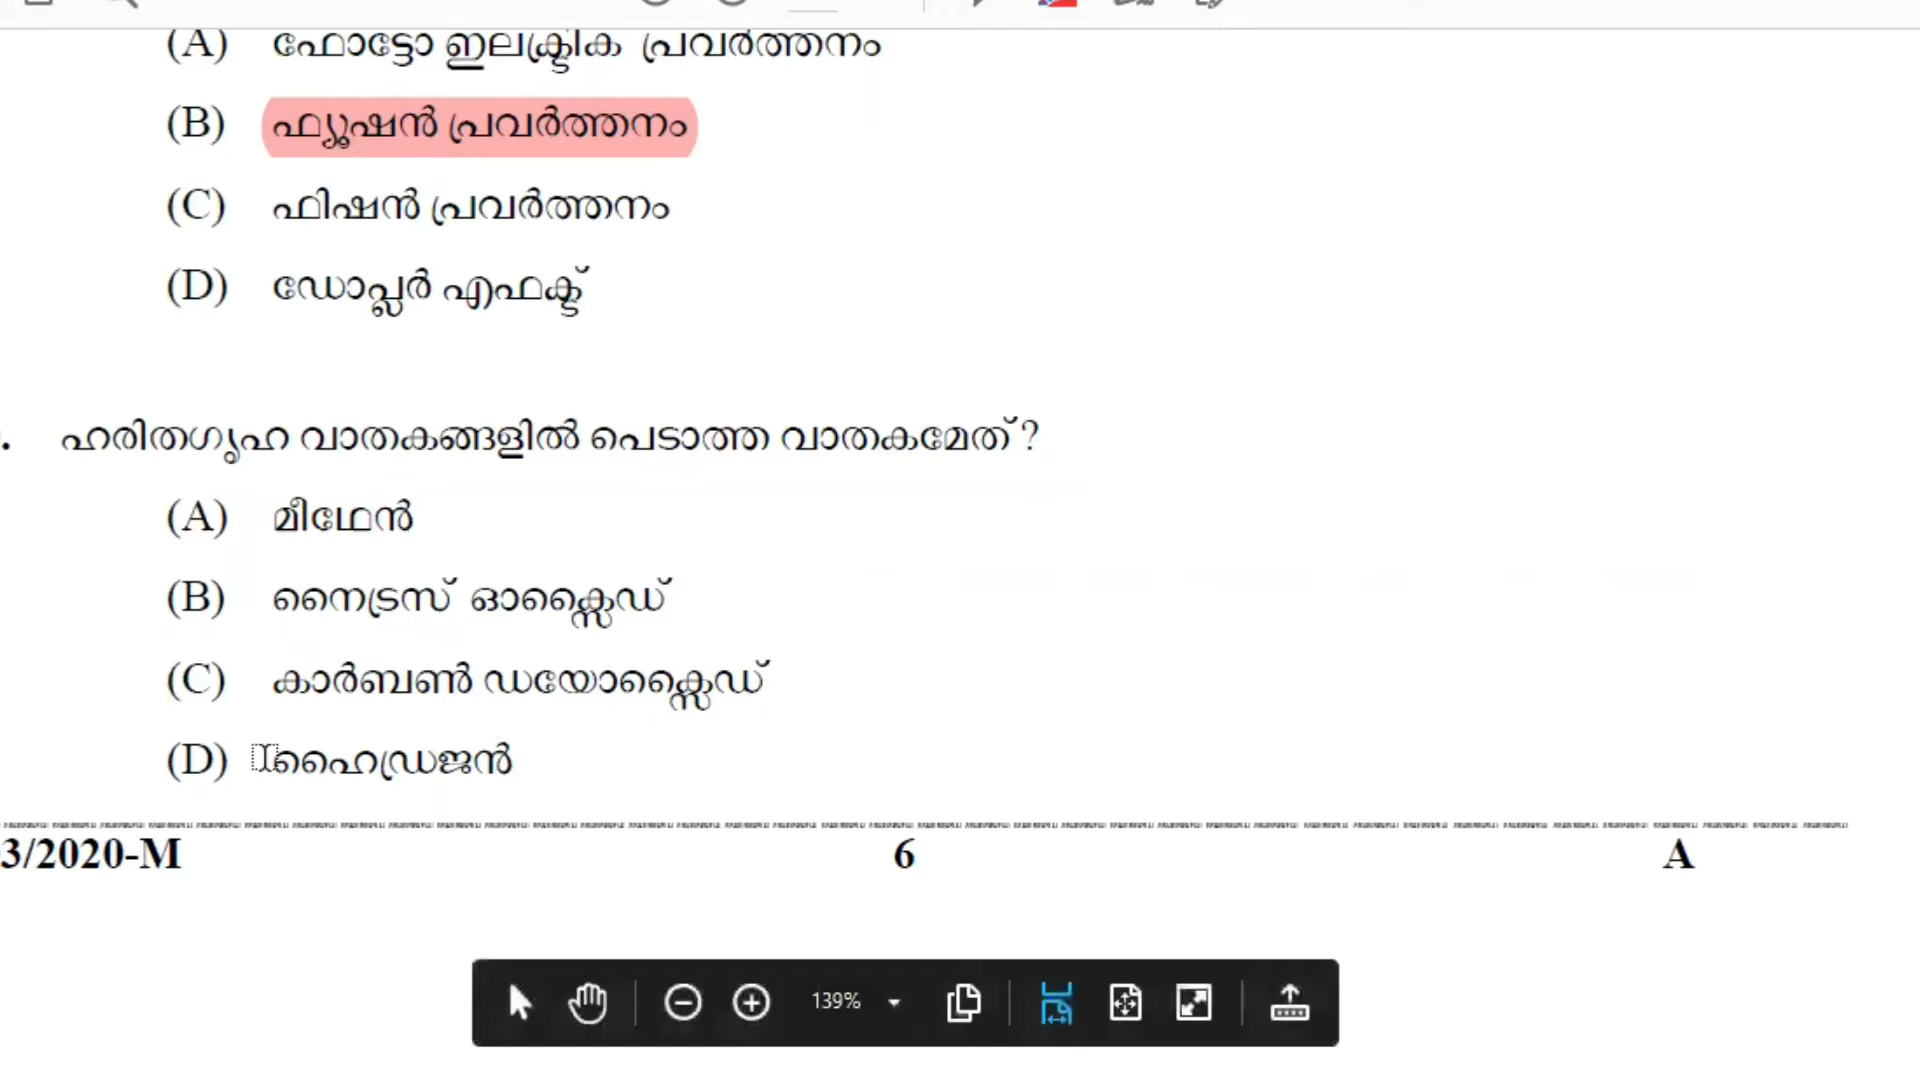 (A) ഫോട്ടോ ഇലക്ട്രിക പ്രവർത്തനം
(B) ഫ്യൂഷൻ പ്രവർത്തനം
(C) ഫിഷൻ പ്രവർത്തനം
(D) ഡോപ്ലർ എഫക്ട്
. ഹരിതഗൃഹ വാതകങ്ങളിൽ പെടാത്ത വാതകമേത് ?
(A) മീഥേൻ
(B) നൈട്രസ് ഓക്സൈഡ്
(C) കാർബൺ ഡയോക്സൈഡ്
(D) ഹൈഡ്രജൻ
3/2020-M 6 A
139%